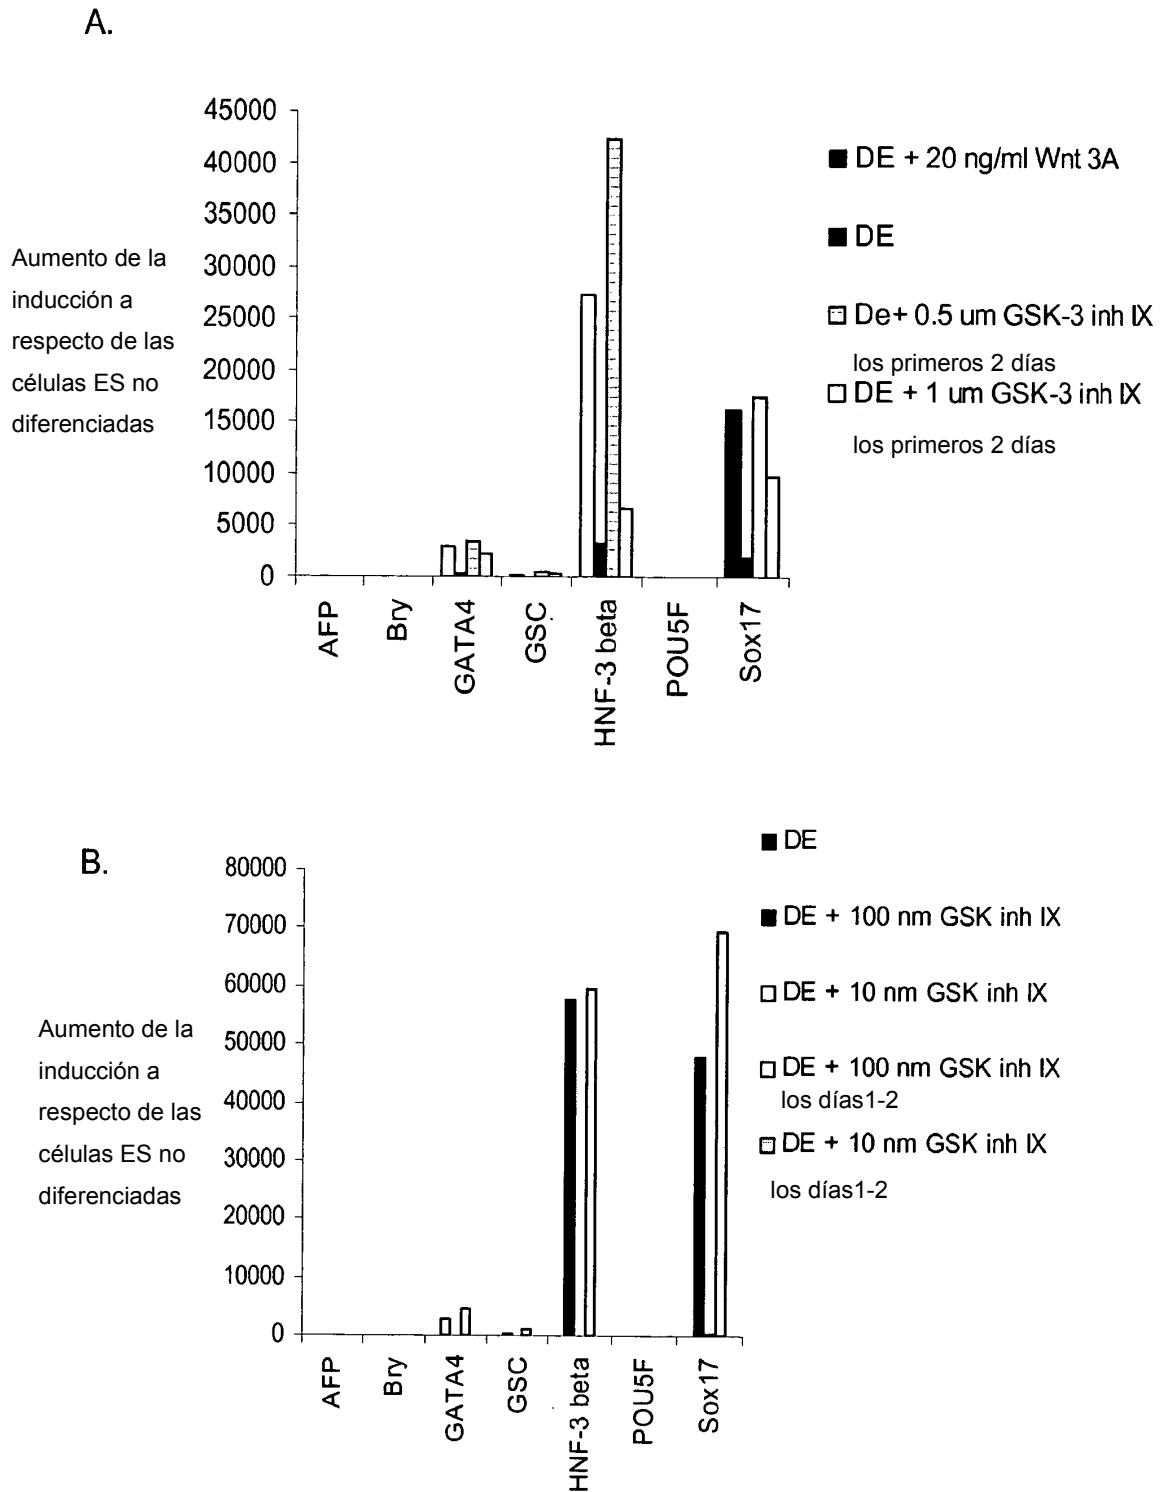 A.
45000
40000
35000
30000
25000
20000
15000
10000
5000
0
Aumento de la
inducción a
respecto de las
células ES no
diferenciadas
AFP
Bry
GATA4
GSC
HNF-3 beta
POU5F
Sox17
DE + 20 ng/ml Wnt 3A
DE
De+ 0.5 um GSK-3 inh IX
los primeros 2 días
DE + 1 um GSK-3 inh IX
los primeros 2 días
B.
80000
70000
60000
50000
40000
30000
20000
10000
0
Aumento de la
inducción a
respecto de las
células ES no
diferenciadas
AFP
Bry
GATA4
GSC
HNF-3 beta
POU5F
Sox17
DE
DE + 100 nm GSK inh IX
DE + 10 nm GSK inh IX
DE + 100 nm GSK inh IX
los días1-2
DE + 10 nm GSK inh IX
los días1-2